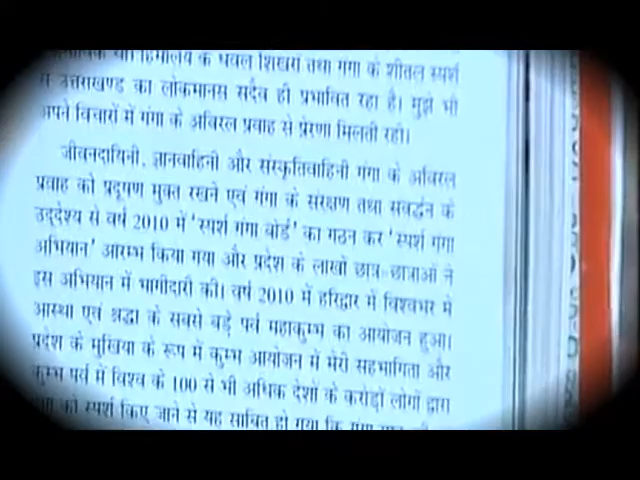 हिमालय के धवल शिखरों तथा गंगा के शीतल स्पर्श
उत्तराखण्ड का लोकमानस सदैव ही प्रभावित रहा है। मुझे भी
अपने विचारों में गंगा के अविरल प्रवाह से प्रेरणा मिलती रही।
जीवनदायिनी, ज्ञानवाहिनी और संस्कृतिवाहिनी गंगा के अविरल
प्रवाह को प्रदूषण मुक्त रखने एवं गंगा के संरक्षण तथा संवर्द्धन के
उद्देश्य से वर्ष 2010 में 'स्पर्श गंगा बोर्ड' का गठन कर 'स्पर्श गंगा
अभियान' आरम्भ किया गया और प्रदेश के लाखों छात्र-छात्राओं ने
इस अभियान में भागीदारी की। वर्ष 2010 में हरिद्वार में विश्वभर में
आस्था एवं श्रद्धा के सबसे बड़े पर्व महाकुम्भ का आयोजन हुआ।
प्रदेश के मुखिया के रूप में कुम्भ आयोजन में मेरी सहभागिता और
कुम्भ पर्व में विश्व के 100 से भी अधिक देशों के करोड़ों लोगों द्वारा
को स्पर्श किए जाने से यह साबित हो गया कि गंगा